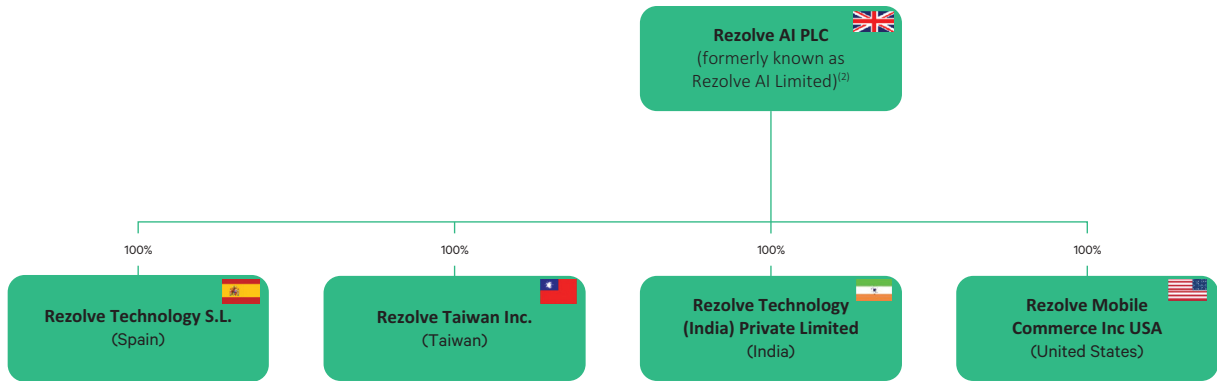 Rezolve AI PLC
(formerly known as
Rezolve AI Limited)(2)
100%
100%
100%
100%
Rezolve Technology S.L.
(Spain)
Rezolve Taiwan Inc.
(Taiwan)
Rezolve Technology
(India) Private Limited
(India)
Rezolve Mobile
Commerce Inc USA
(United States)